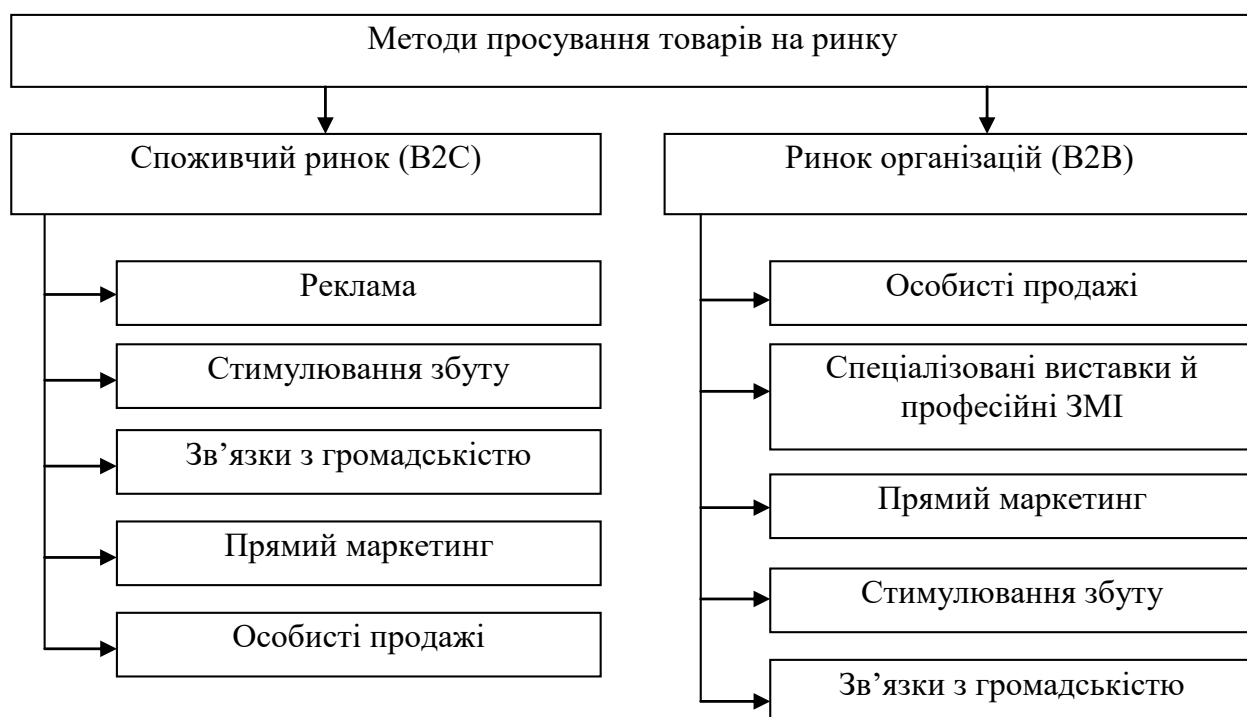 Методи просування товарів на ринку
Споживчий ринок (B2C)
Реклама
Стимулювання збуту
Зв’язки з громадськістю
Прямий маркетинг
Особисті продажі
Ринок організацій (B2B)
Особисті продажі
Спеціалізовані виставки й
професійні ЗМІ
Прямий маркетинг
Стимулювання збуту
Зв’язки з громадськістю